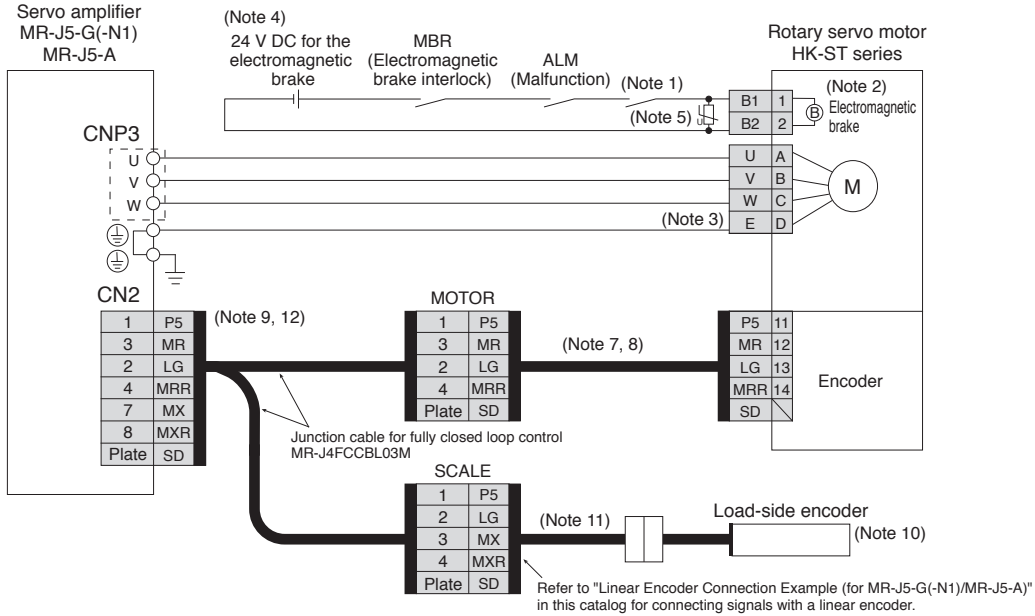 Servo amplifier
MR-J5-G(-N1)
MR-J5-A
(Note 4)
24 V DC for the
electromagnetic
brake
MBR
(Electromagnetic
brake interlock)
ALM
(Malfunction)
(Note 1)
Rotary servo motor
HK-ST series
(Note 5)
U
B1 1
B2 2
B
(Note 2)
Electromagnetic
brake
CNP3
U
V
W
(Note 3)
U A
V B
W C
E D
M
CN2
1 P5
3 MR
2 LG
4 MRR
7 MX
8 MXR
Plate SD
(Note 9, 12)
MOTOR
1 P5
3 MR
2 LG
4 MRR
Plate SD
(Note 7, 8)
P5 11
MR 12
LG 13
MRR 14
SD
Encoder
Junction cable for fully closed loop control
MR-J4FCCBL03M
SCALE
1 P5
2 LG
3 MX
4 MXR
Plate SD
(Note 11)
Load-side encoder
(Note 10)
Refer to "Linear Encoder Connection Example (for MR-J5-G(-N1)/MR-J5-A)"
in this catalog for connecting signals with a linear encoder.